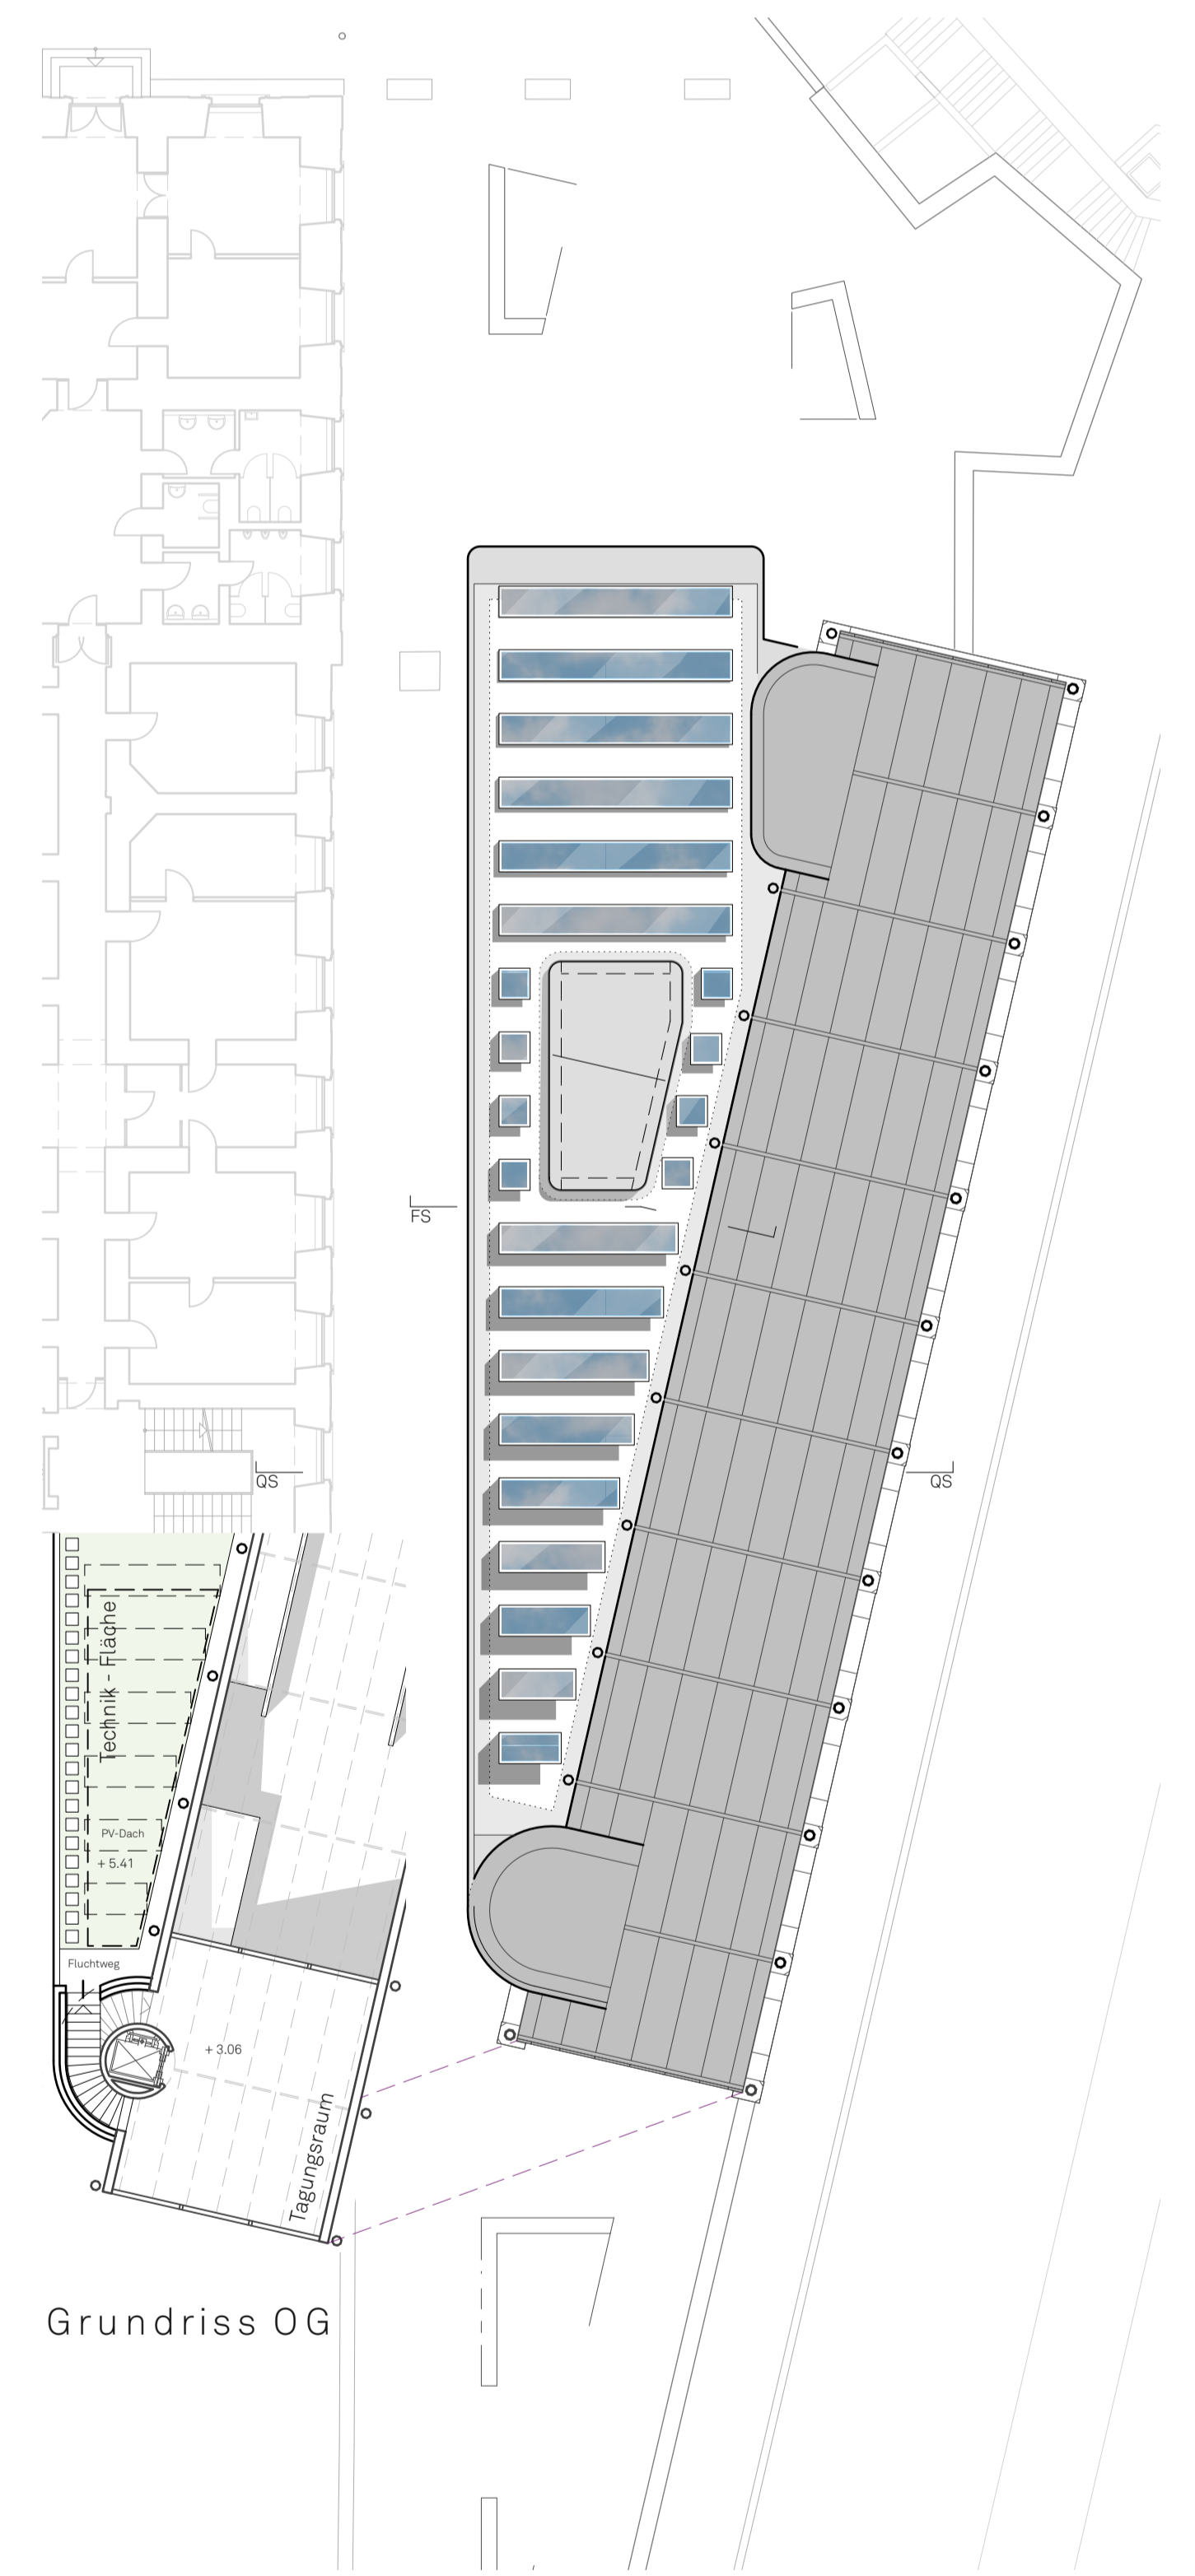 FS
QS
QS
Technik - Fläche
PV-Dach
+ 5.41
Fluchtweg
+ 3.06
Tagungsraum
Grundriss OG